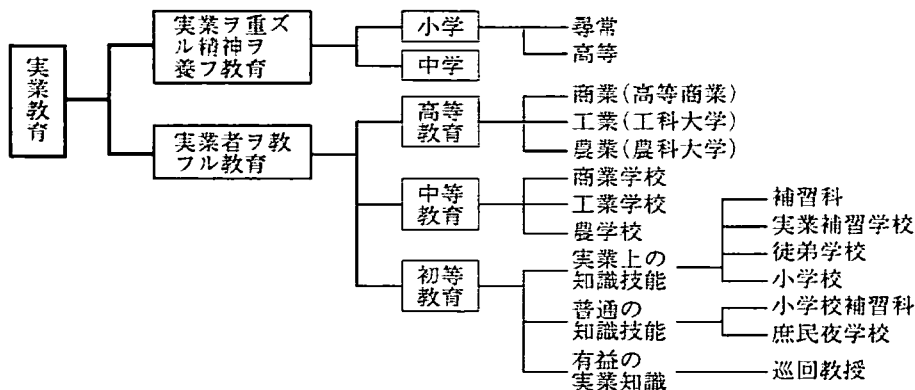 実業教育
実業ヲ重ズ
ル精神ヲ
養フ教育
小学
尋常
高等
中学
実業者ヲ教
フル教育
高等
教育
商業(高等商業)
工業(工科大学)
農業(農科大学)
中等
教育
商業学校
工業学校
農学校
初等
教育
実業上の
知識技能
補習科
実業補習学校
徒弟学校
小学校
普通の
知識技能
小学校補習科
庶民夜学校
有益の
実業知識
巡回教授